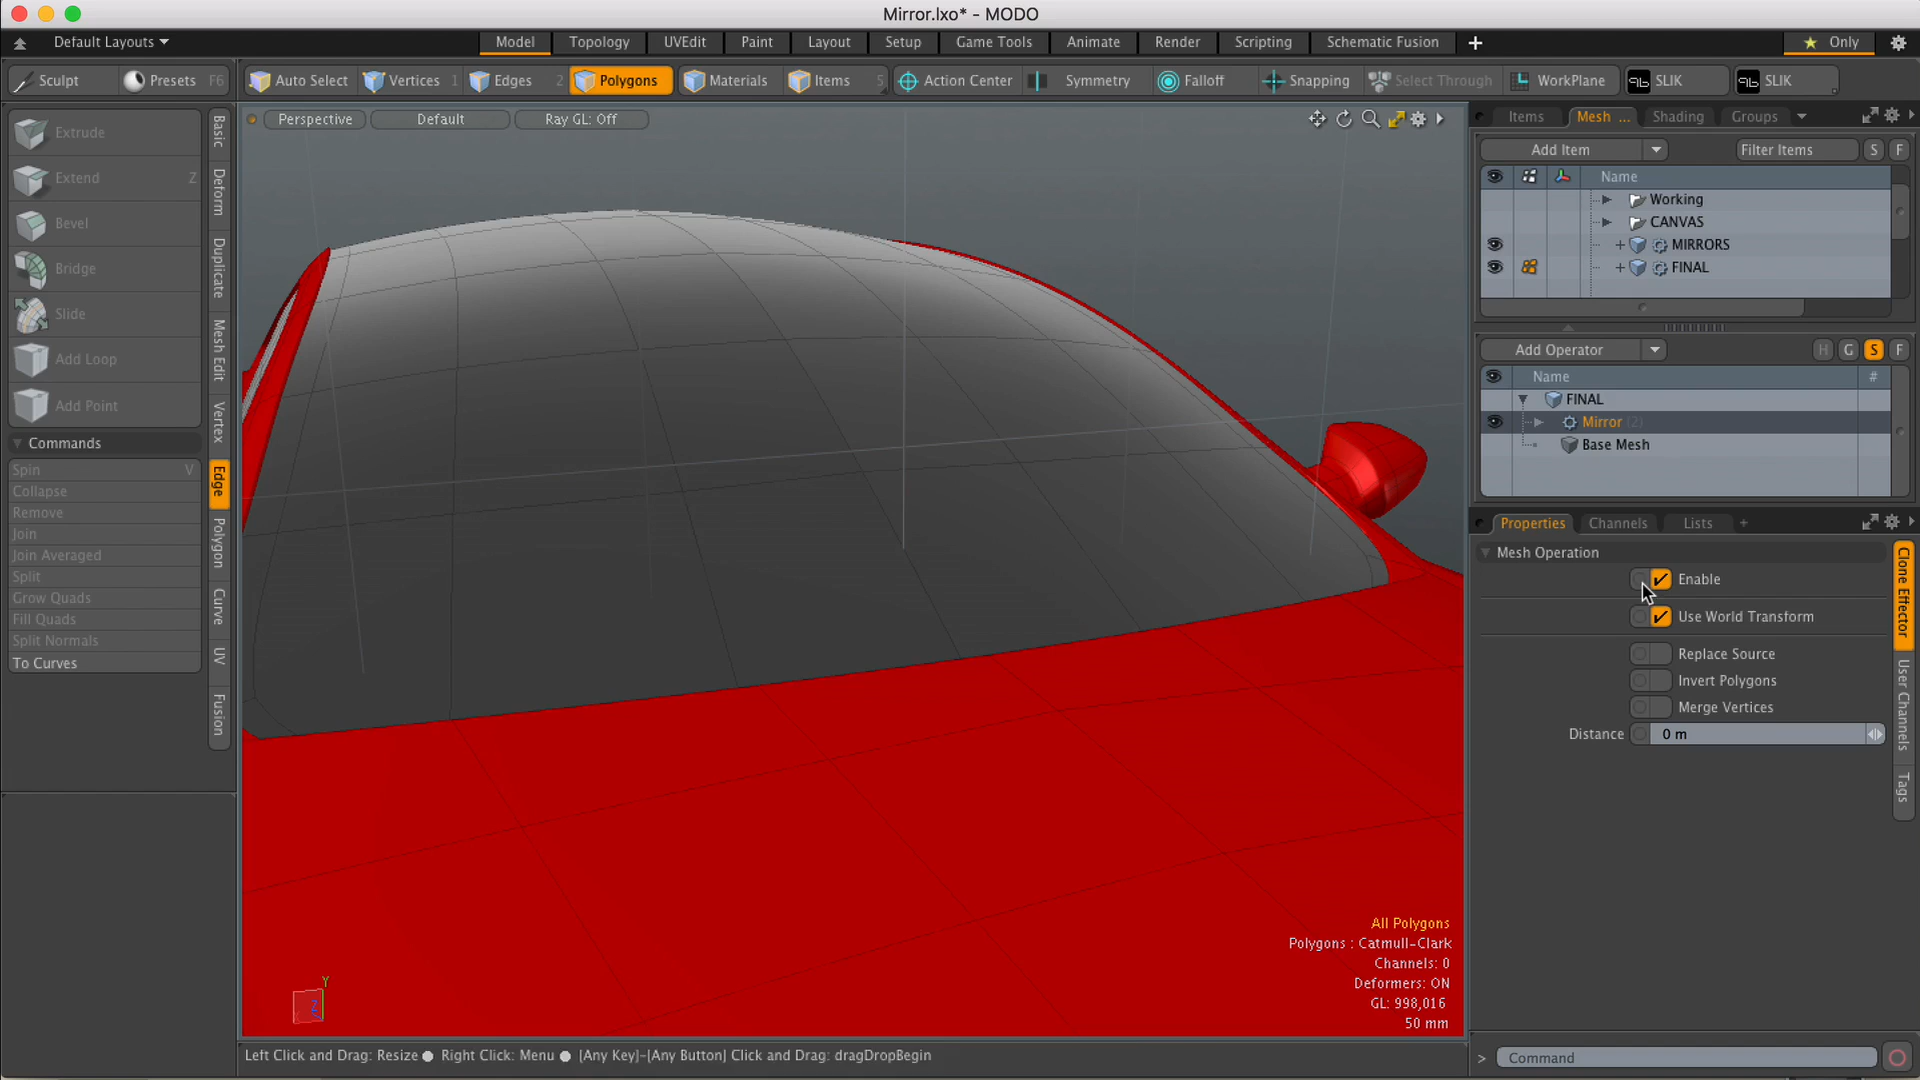 Mirror.lxo* - MODO
Default Layouts
Model Topology UVEdit Paint Layout Setup Game Tools Animate Render Scripting Schematic Fusion + Only
Sculpt Presets F6 Auto Select Vertices 1 Edges 2 Polygons Materials Items 5 Action Center Symmetry Falloff Snapping Select Through WorkPlane SLIK SLIK
Perspective Default Ray GL: Off
Extrude
Extend Z
Bevel
Bridge
Slide
Add Loop
Add Point
Commands
Spin V
Collapse
Remove
Join
Join Averaged
Split
Grow Quads
Fill Quads
Split Normals
To Curves
Basic
Deform
Duplicate
Mesh Edit
Vertex
Edge
Polygon
Curve
UV
Fusion
Items Mesh ... Shading Groups
Add Item Filter Items S F
Name
Working
CANVAS
MIRRORS
FINAL
Add Operator H G S F
Name #
FINAL
Mirror (2)
Base Mesh
Properties Channels Lists +
Mesh Operation
Enable
Use World Transform
Replace Source
Invert Polygons
Merge Vertices
Distance 0 m
Clone Effector
User Channels
Tags
All Polygons
Polygons : Catmull-Clark
Channels: 0
Deformers: ON
GL: 998,016
50 mm
Y
Z
Left Click and Drag: Resize ● Right Click: Menu ● [Any Key]-[Any Button] Click and Drag: dragDropBegin
> Command